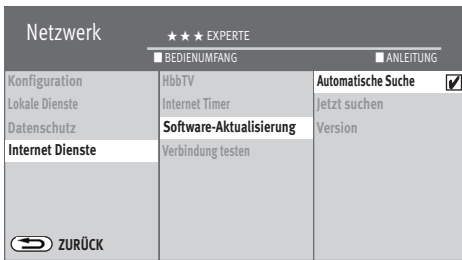 Netzwerk
★ ★ ★ EXPERTE
BEDIENUMFANG
ANLEITUNG
Konfiguration
Lokale Dienste
Datenschutz
Internet Dienste
HbbTV
Internet Timer
Software-Aktualisierung
Verbindung testen
Automatische Suche
Jetzt suchen
Version
ZURÜCK